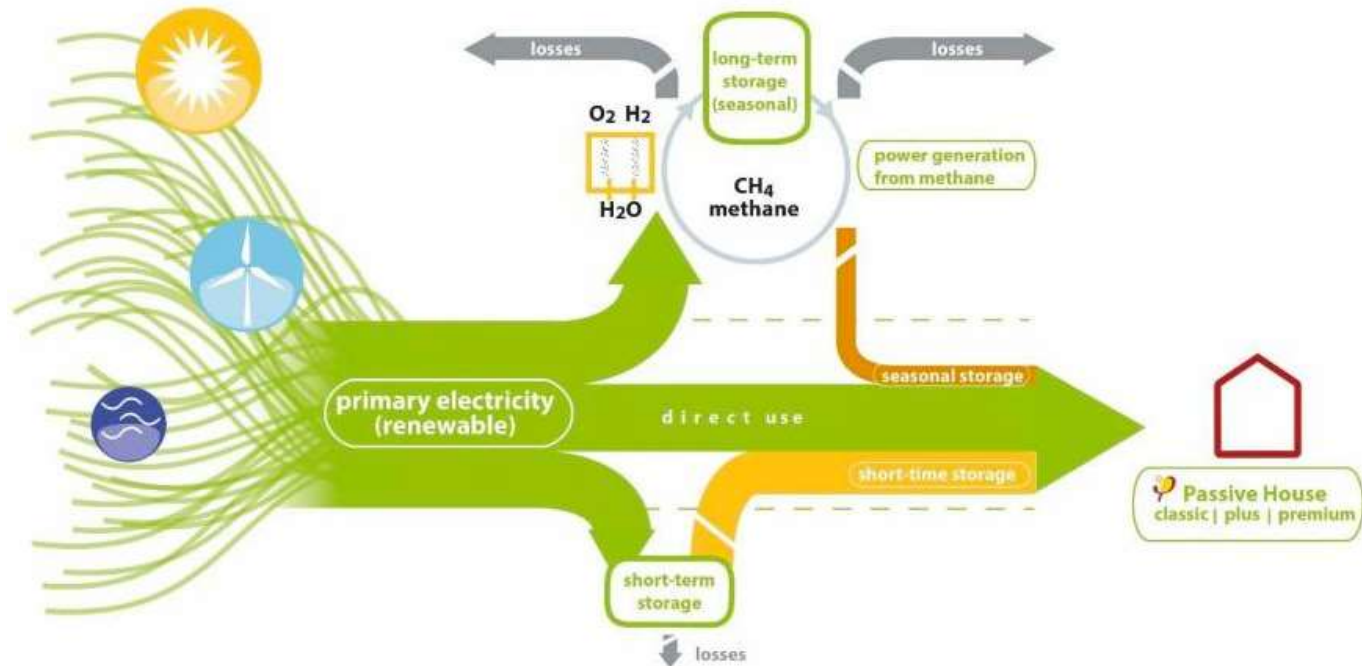 losses
long-term
storage
(seasonal)
losses
O2 H2
H2O
CH4
methane
power generation
from methane
primary electricity
(renewable)
direct use
seasonal storage
short-time storage
Passive House
classic | plus | premium
short-term
storage
losses